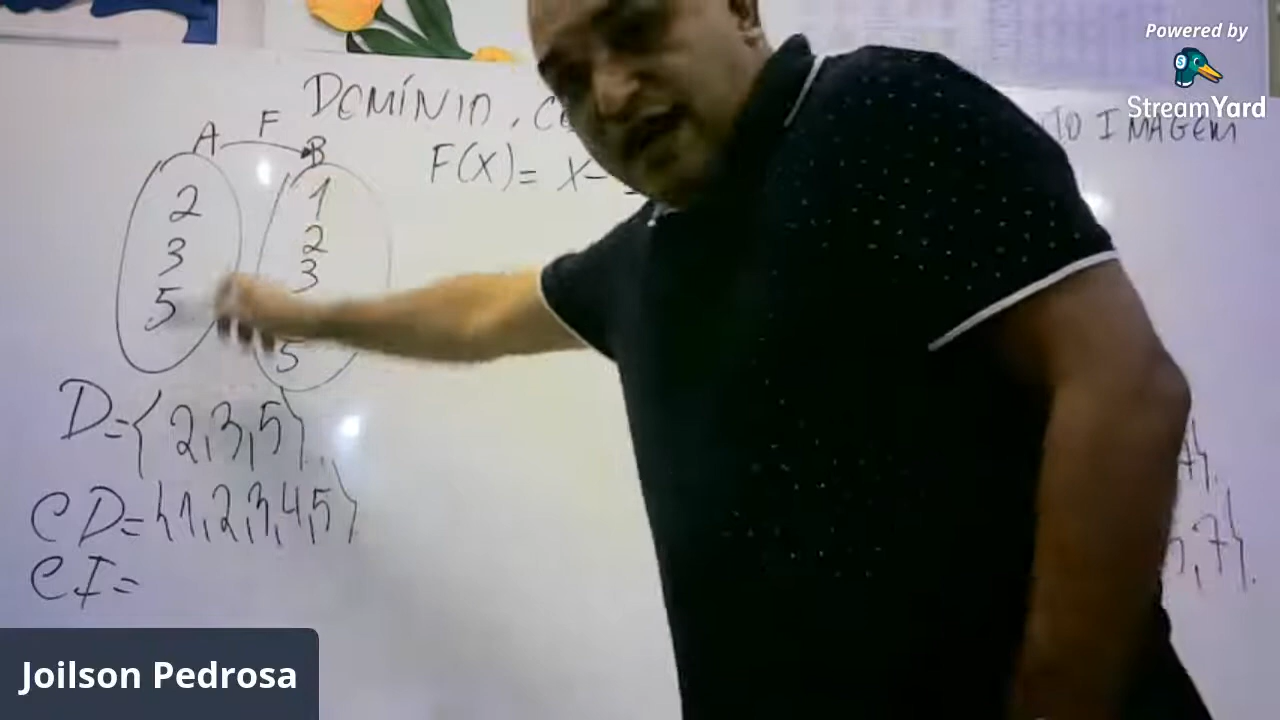 Powered by
StreamYard
DOMÍNIO, IMAGEM
A F B
F(X)= X-
2
3
5
1
2
3
5
D={2,3,5}.
CD={1,2,3,4,5}
CI=
,7}.
Joilson Pedrosa